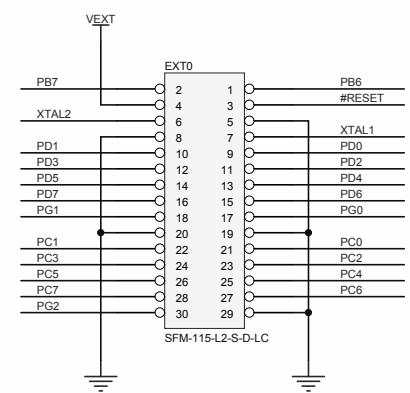 VEXT
EXT0
PB7 2 1 PB6
4 3 #RESET
XTAL2 6 5
8 7 XTAL1
PD1 10 9 PD0
PD3 12 11 PD2
PD5 14 13 PD4
PD7 16 15 PD6
PG1 18 17 PG0
20 19
PC1 22 21 PC0
PC3 24 23 PC2
PC5 26 25 PC4
PC7 28 27 PC6
PG2 30 29
SFM-115-L2-S-D-LC